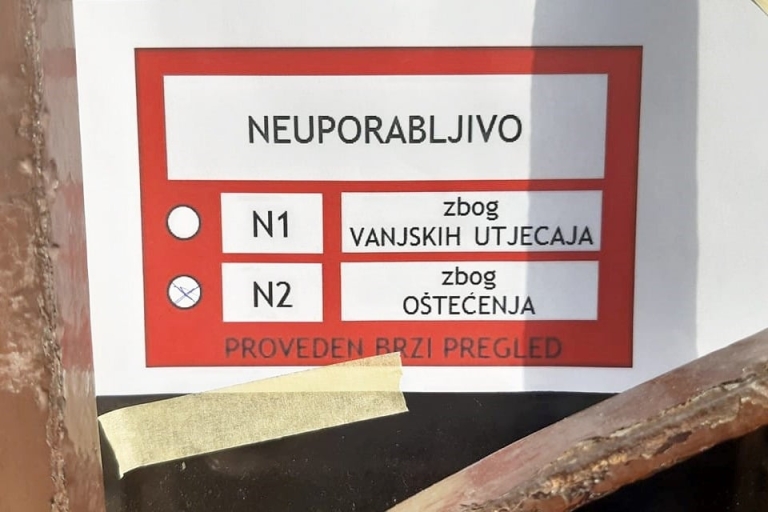 NEUPORABLJIVO
N1
zbog
VANJSKIH UTJECAJA
N2
zbog
OŠTEĆENJA
PROVEDEN BRZI PREGLED